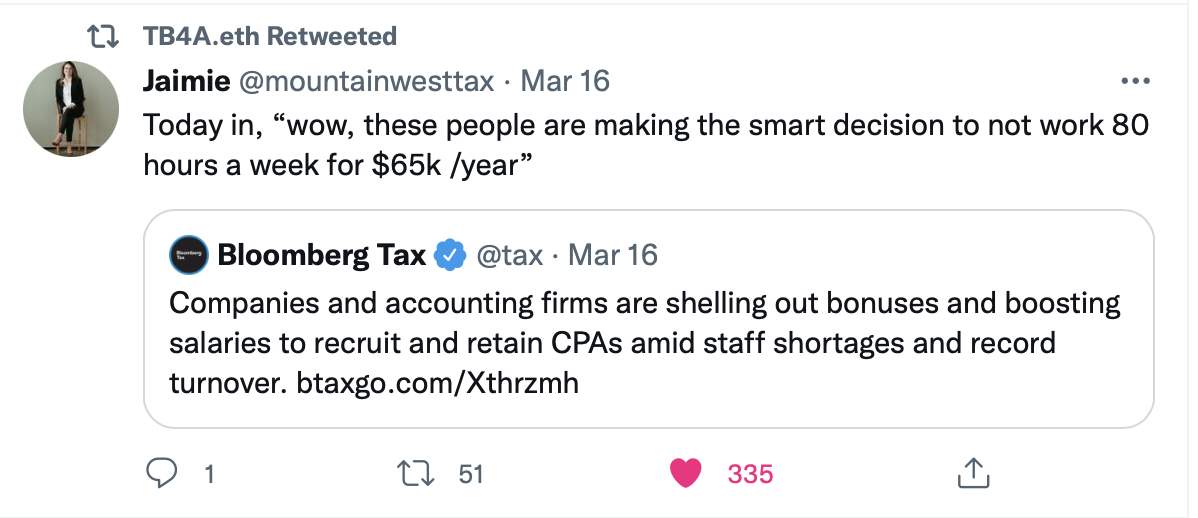 TB4A.eth Retweeted
Jaimie @mountainwesttax · Mar 16
Today in, “wow, these people are making the smart decision to not work 80
hours a week for $65k /year”
Bloomberg Tax
Bloomberg Tax @tax · Mar 16
Companies and accounting firms are shelling out bonuses and boosting
salaries to recruit and retain CPAs amid staff shortages and record
turnover. btaxgo.com/Xthrzmh
1 51 335